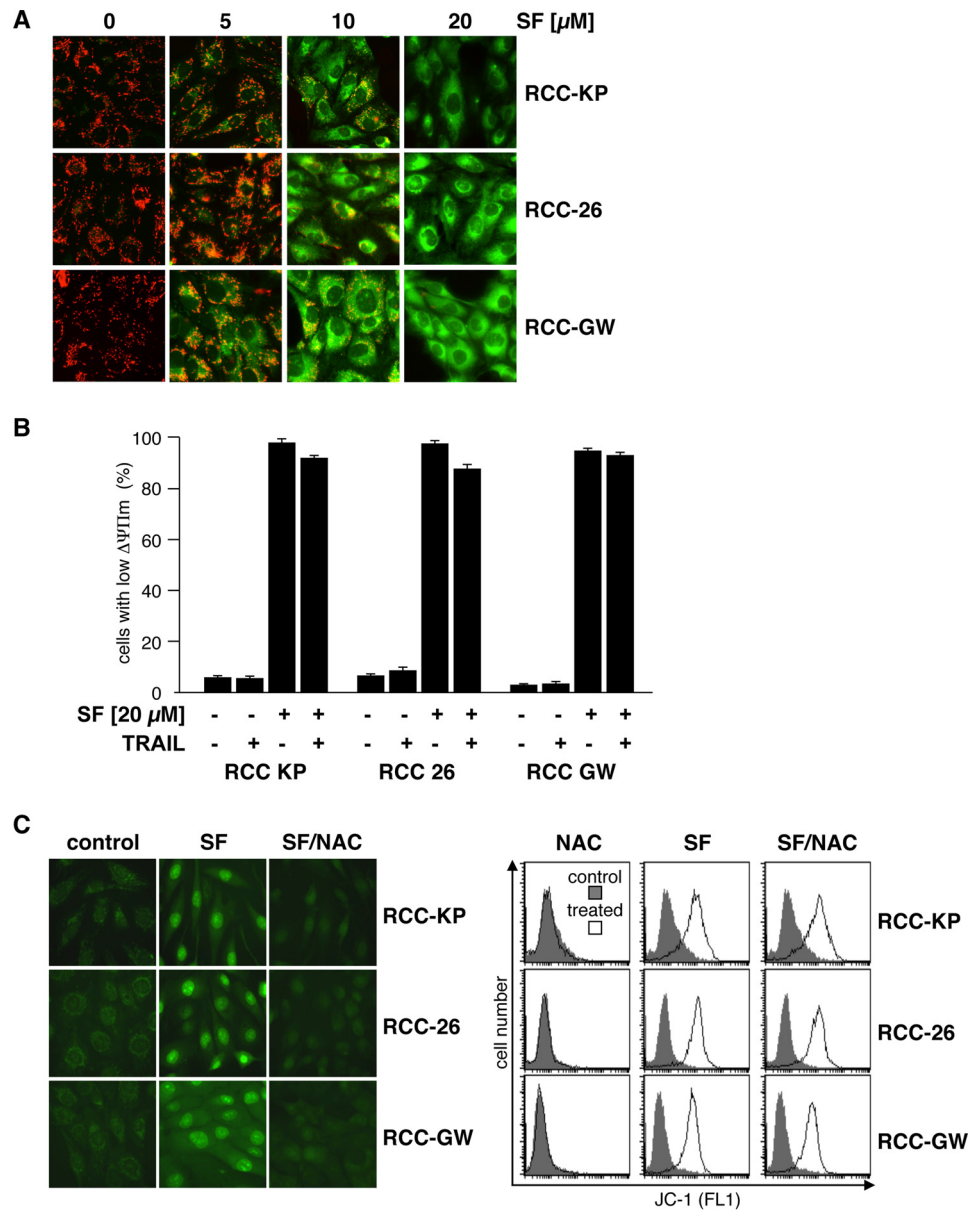 A
0 5 10 20 SF [µM]
RCC-KP
RCC-26
RCC-GW
B
cells with low ΔΨΠm (%)
100
80
60
40
20
0
SF [20 µM] - - + + - - + + - - + +
TRAIL - + - + - + - + - + - +
RCC KP RCC 26 RCC GW
C
control SF SF/NAC
RCC-KP
RCC-26
RCC-GW
NAC SF SF/NAC
control
treated
RCC-KP
RCC-26
RCC-GW
cell number
JC-1 (FL1)